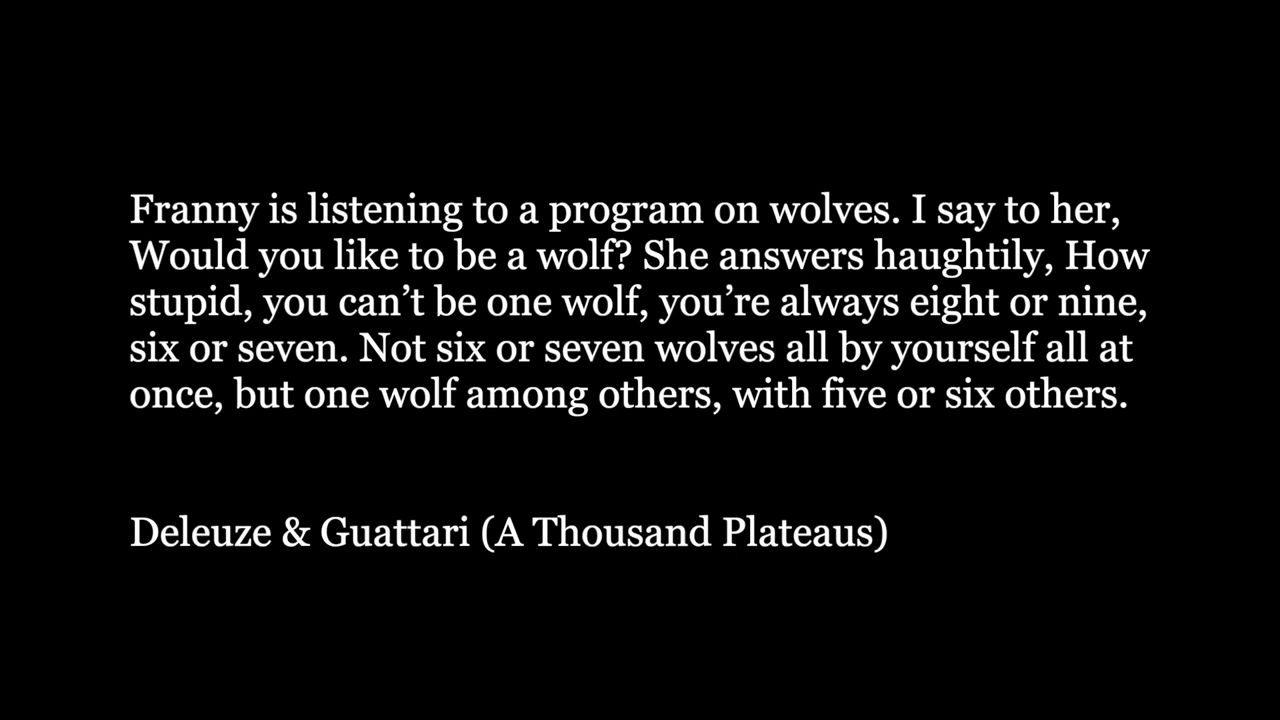 Franny is listening to a program on wolves. I say to her,
Would you like to be a wolf? She answers haughtily, How
stupid, you can’t be one wolf, you’re always eight or nine,
six or seven. Not six or seven wolves all by yourself all at
once, but one wolf among others, with five or six others.
Deleuze & Guattari (A Thousand Plateaus)